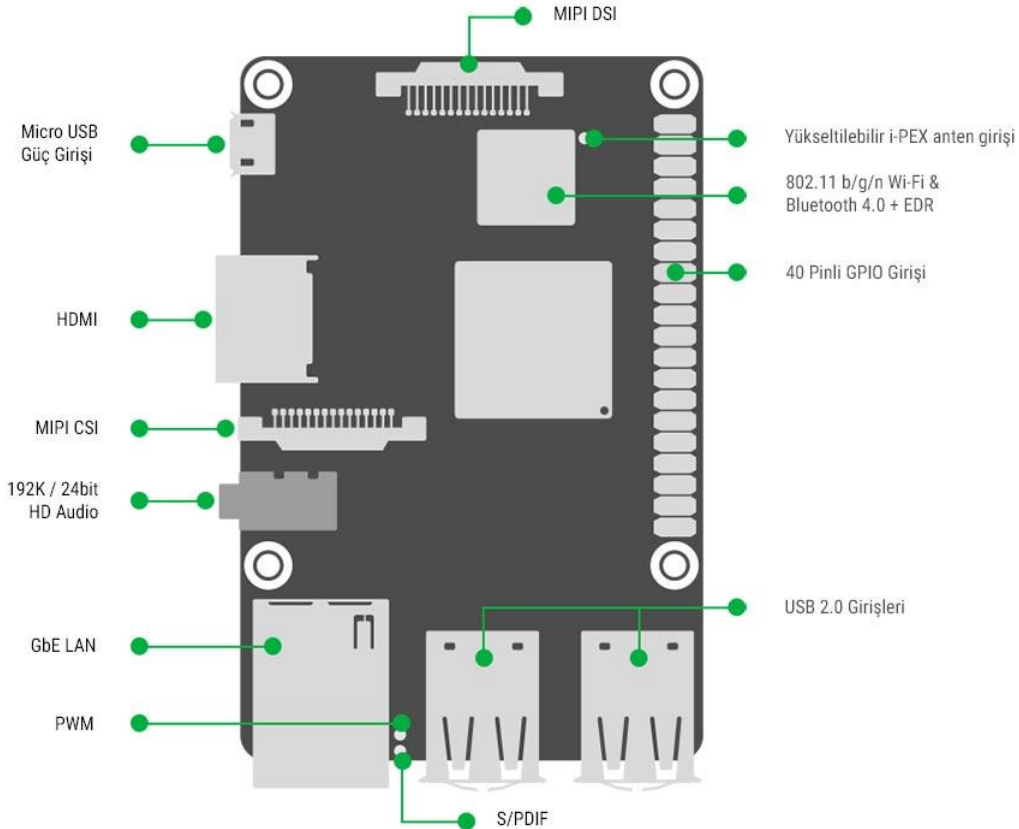 MIPI DSI
Micro USB
Güç Girişi
Yükseltilebilir i-PEX anten girişi
802.11 b/g/n Wi-Fi &
Bluetooth 4.0 + EDR
40 Pinli GPIO Girişi
HDMI
MIPI CSI
192K / 24bit
HD Audio
USB 2.0 Girişleri
GbE LAN
PWM
S/PDIF